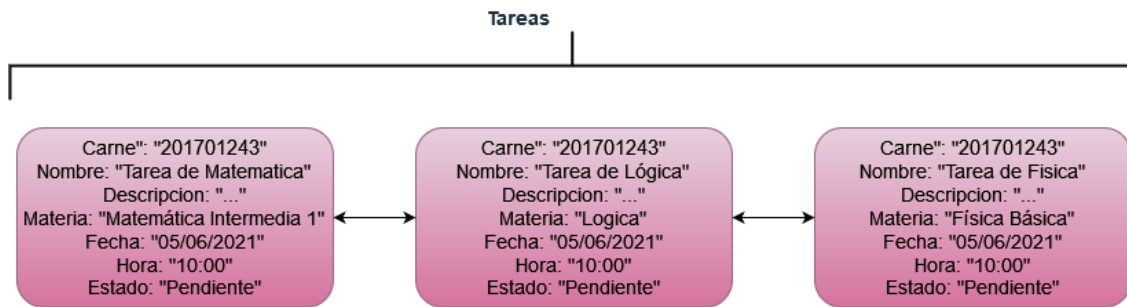 Tareas
Carne": "201701243"
Nombre: "Tarea de Matematica"
Descripcion: "..."
Materia: "Matemática Intermedia 1"
Fecha: "05/06/2021"
Hora: "10:00"
Estado: "Pendiente"
Carne": "201701243"
Nombre: "Tarea de Lógica"
Descripcion: "..."
Materia: "Logica"
Fecha: "05/06/2021"
Hora: "10:00"
Estado: "Pendiente"
Carne": "201701243"
Nombre: "Tarea de Fisica"
Descripcion: "..."
Materia: "Física Básica"
Fecha: "05/06/2021"
Hora: "10:00"
Estado: "Pendiente"